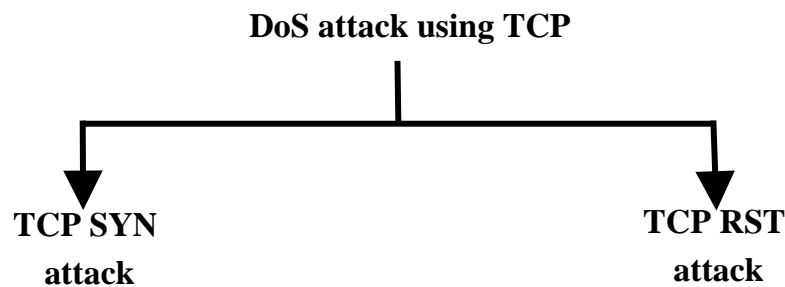 DoS attack using TCP
TCP SYN
attack
TCP RST
attack